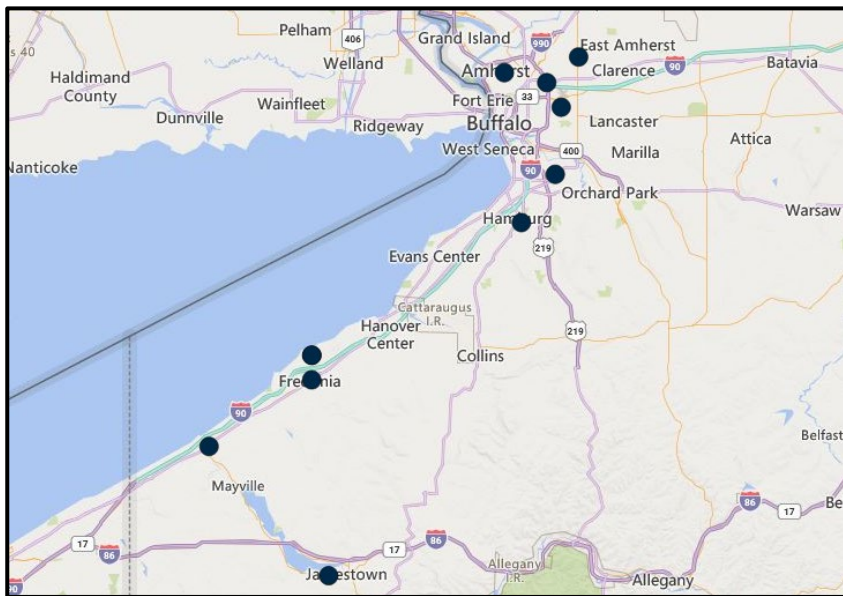 Pelham
Grand Island
406
Welland
990
East Amherst
us 40
Haldimand
County
Amherst
Clarence
90
Batavia
Wainfleet
Fort Erie
33
Dunnville
Ridgeway
Buffalo
Lancaster
Attica
West Seneca
400
Marilla
Nanticoke
90
Orchard Park
Warsaw
Hamburg
219
Evans Center
Cattaraugus
I.R.
Hanover
Center
219
Collins
Fredonia
90
Belfast
Mayville
17
86
17
86
86
17
Be
Jamestown
Allegany
I.R.
Allegany
90